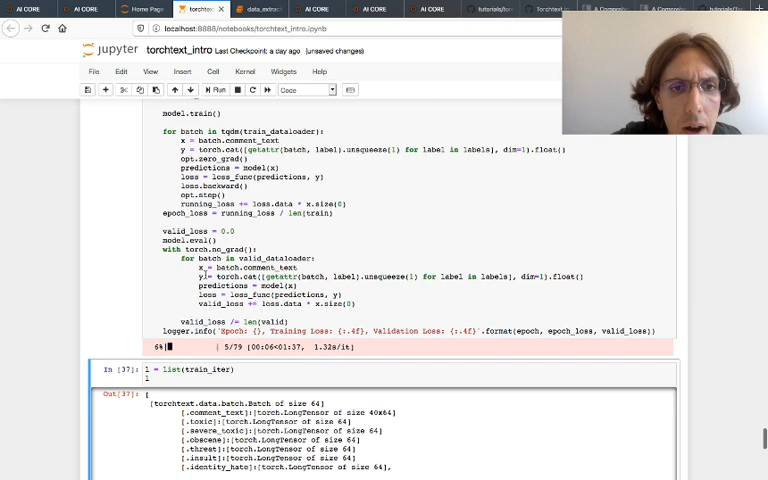 AI CORE
AI CORE
Home Page
torchtext_intro
data_extract
AI CORE
AI CORE
AI CORE
localhost:8888/notebooks/torchtext_intro.ipynb
jupyter torchtext_intro Last Checkpoint: a day ago (unsaved changes)
File Edit View Insert Cell Kernel Widgets Help
Run Code
model.train()
for batch in tqdm(train_dataloader):
x = batch.comment_text
y = torch.cat([getattr(batch, label).unsqueeze(1) for label in labels], dim=1).float()
opt.zero_grad()
predictions = model(x)
loss = loss_func(predictions, y)
loss.backward()
opt.step()
running_loss += loss.data * x.size(0)
epoch_loss = running_loss / len(train)
valid_loss = 0.0
model.eval()
with torch.no_grad():
for batch in valid_dataloader:
x = batch.comment_text
y = torch.cat([getattr(batch, label).unsqueeze(1) for label in labels], dim=1).float()
predictions = model(x)
loss = loss_func(predictions, y)
valid_loss += loss.data * x.size(0)
valid_loss /= len(valid)
logger.info('Epoch: {}, Training Loss: {:.4f}, Validation Loss: {:.4f}'.format(epoch, epoch_loss, valid_loss))
6%| | 5/79 [00:06<01:37, 1.32s/it]
In [37]: l = list(train_iter)
l
Out[37]: [
[torchtext.data.batch.Batch of size 64]
[.comment_text]:[torch.LongTensor of size 40x64]
[.toxic]:[torch.LongTensor of size 64]
[.severe_toxic]:[torch.LongTensor of size 64]
[.obscene]:[torch.LongTensor of size 64]
[.threat]:[torch.LongTensor of size 64]
[.insult]:[torch.LongTensor of size 64]
[.identity_hate]:[torch.LongTensor of size 64],